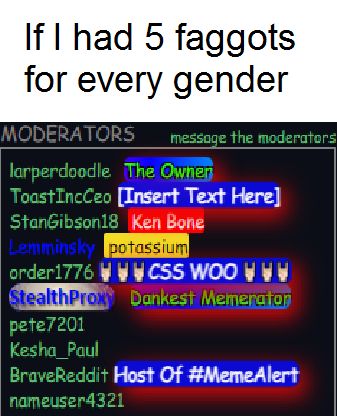 If I had 5 faggots
for every gender
MODERATORS message the moderators
larperdoodle The Owner
ToastIncCeo [Insert Text Here]
StanGibson18 Ken Bone
Lemminsky potassium
order1776 CSS WOO
StealthProxy Dankest Memerator
pete7201
Kesha_Paul
BraveReddit Host Of #MemeAlert
nameuser4321